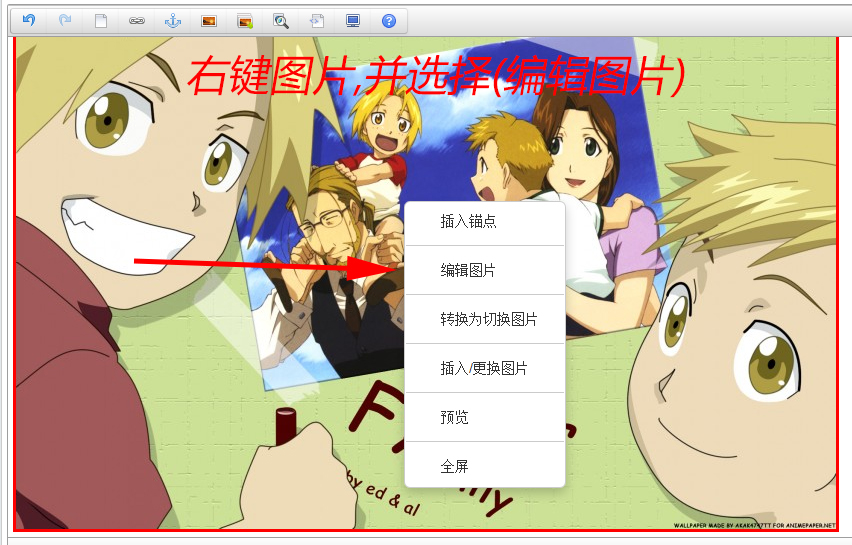 右键图片,并选择(编辑图片)
插入锚点
编辑图片
转换为切换图片
插入/更换图片
预览
全屏
by ed & al
WALLPAPER MADE BY AKAK4747TT FOR ANIMEPAPER.NET